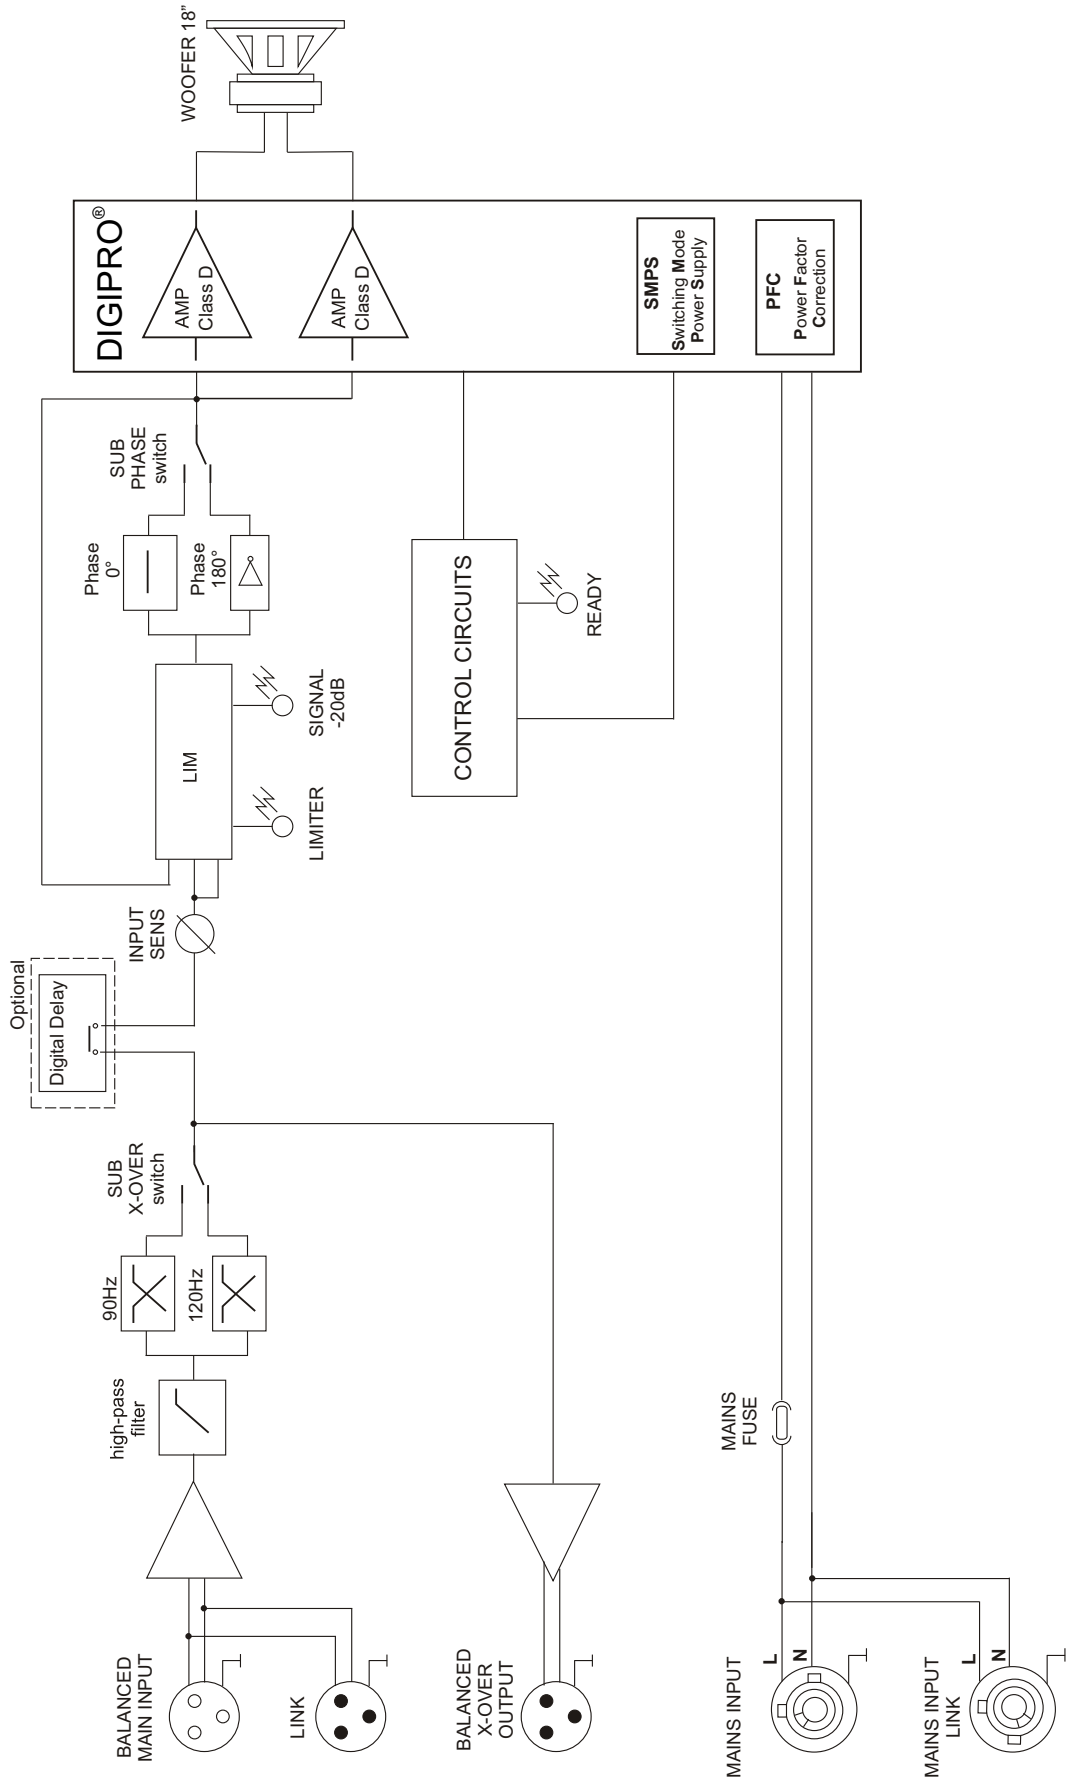 BALANCED
MAIN INPUT
LINK
high-pass
filter
90Hz
120Hz
SUB
X-OVER
switch
Optional
Digital Delay
INPUT
SENS
LIM
LIMITER
SIGNAL
-20dB
Phase
0°
Phase
180°
SUB
PHASE
switch
DIGIPRO®
AMP
Class D
AMP
Class D
WOOFER 18"
BALANCED
X-OVER
OUTPUT
CONTROL CIRCUITS
READY
SMPS
Switching Mode
Power Supply
PFC
Power Factor
Correction
MAINS INPUT
L
N
MAINS
FUSE
MAINS INPUT
LINK
L
N